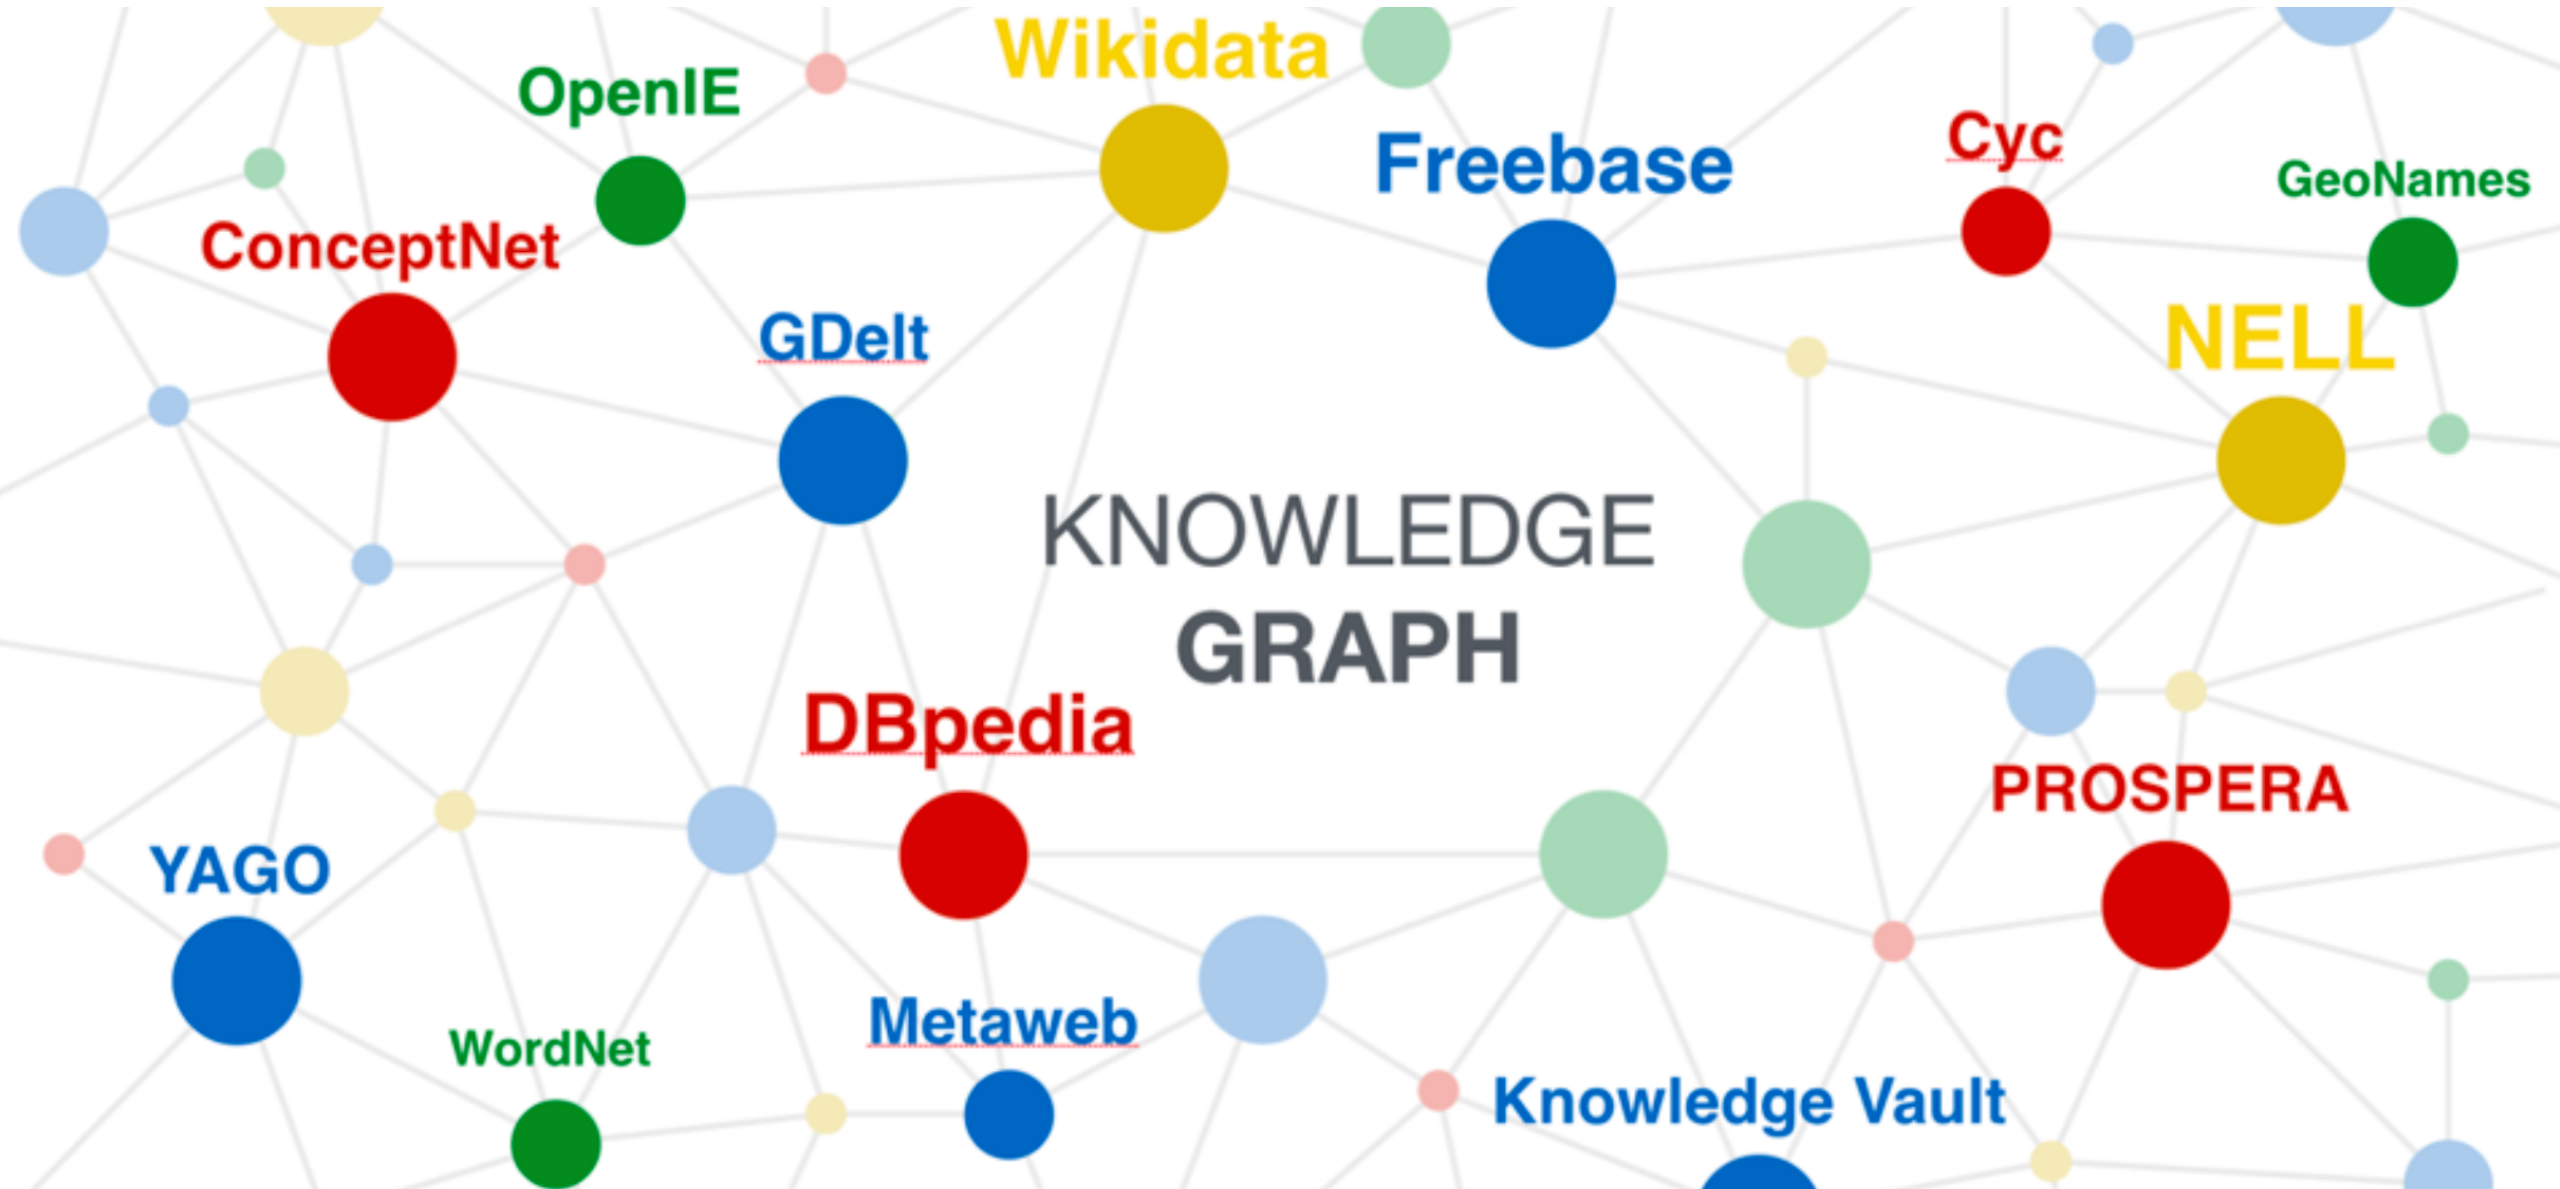 Wikidata
OpenIE
Freebase
Cyc
GeoNames
ConceptNet
GDelt
NELL
KNOWLEDGE
GRAPH
DBpedia
PROSPERA
YAGO
Metaweb
WordNet
Knowledge Vault